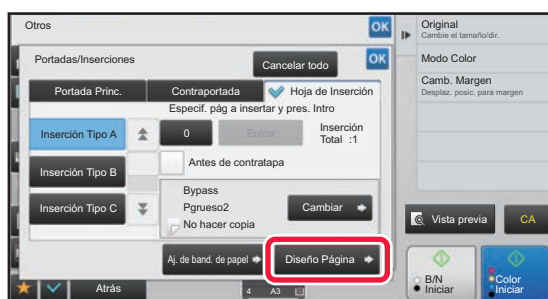 Otros
OK
Portadas/Inserciones
Cancelar todo
OK
Portada Princ.
Contraportada
Hoja de Inserción
Especif. pág a insertar y pres. Intro
Inserción Tipo A
0
Entrar
Inserción
Total :1
Antes de contratapa
Inserción Tipo B
Inserción Tipo C
Bypass
Pgrueso2
No hacer copia
Cambiar
Aj. de band. de papel
Diseño Página
Atrás
4
A3
Original
Cambie el tamaño/dir.
Modo Color
Camb. Margen
Desplaz. posic. para margen
Vista previa
CA
B/N
Iniciar
Color
Iniciar